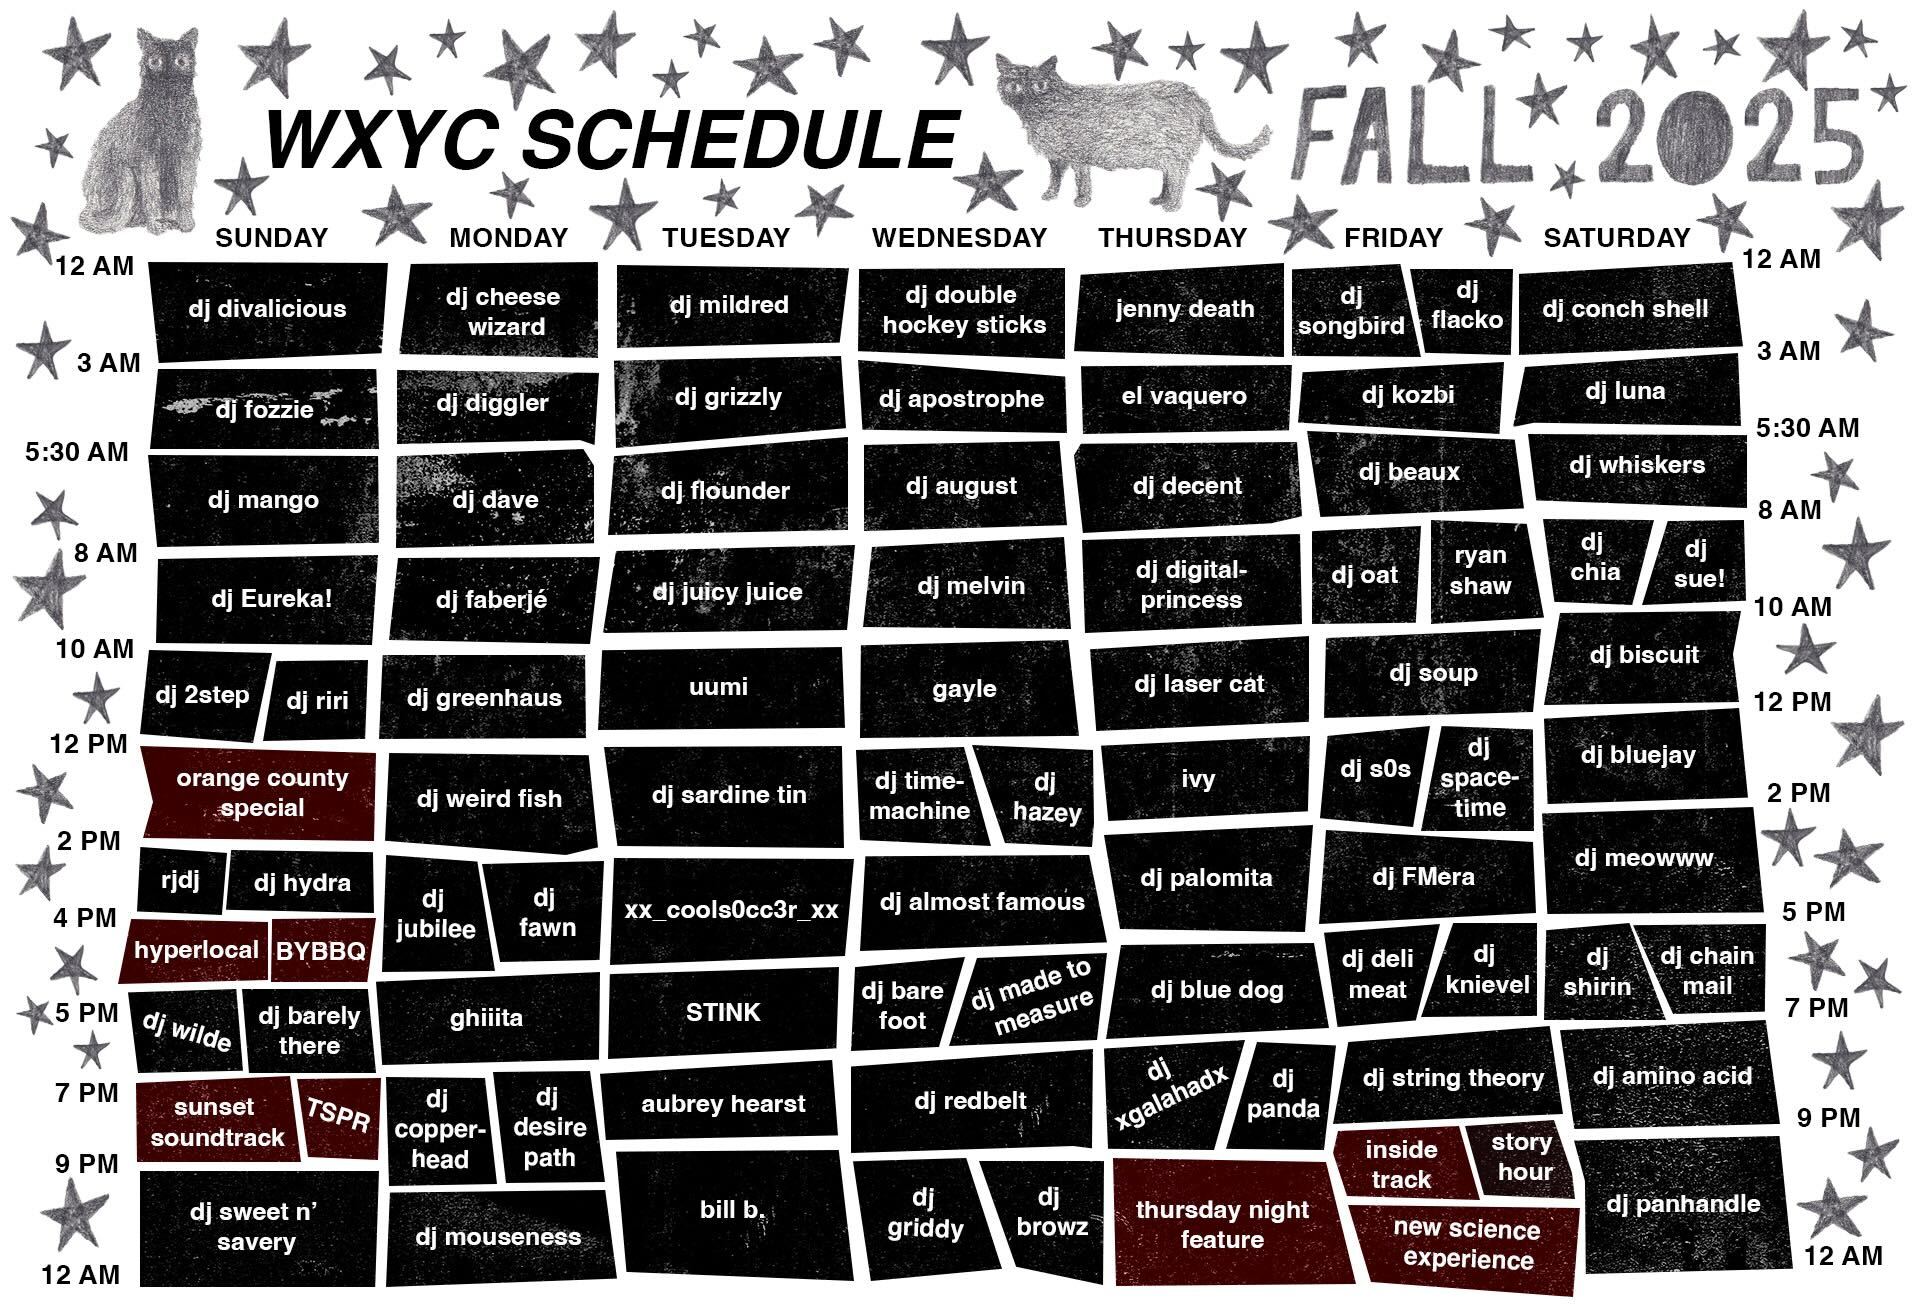 WXYC SCHEDULE
FALL 2025
SUNDAY MONDAY TUESDAY WEDNESDAY THURSDAY FRIDAY SATURDAY
12 AM
12 AM
dj divalicious
dj cheese
wizard
dj mildred
dj double
hockey sticks
jenny death
dj
songbird
dj
flacko
dj conch shell
3 AM
3 AM
dj fozzie
dj diggler
dj grizzly
dj apostrophe
el vaquero
dj kozbi
dj luna
5:30 AM
5:30 AM
dj mango
dj dave
dj flounder
dj august
dj decent
dj beaux
dj whiskers
8 AM
8 AM
dj Eureka!
dj faberjé
dj juicy juice
dj melvin
dj digital-
princess
dj oat
ryan
shaw
dj
chia
dj
sue!
10 AM
10 AM
dj 2step
dj riri
dj greenhaus
uumi
gayle
dj laser cat
dj soup
dj biscuit
12 PM
12 PM
orange county
special
dj weird fish
dj sardine tin
dj time-
machine
dj
hazey
ivy
dj s0s
dj
space-
time
dj bluejay
2 PM
2 PM
rjdj
dj hydra
dj
jubilee
dj
fawn
xx_cools0cc3r_xx
dj almost famous
dj palomita
dj FMera
dj meowww
4 PM
hyperlocal
BYBBQ
5 PM
5 PM
dj wilde
dj barely
there
ghiiita
STINK
dj bare
foot
dj made to
measure
dj blue dog
dj deli
meat
dj
knievel
dj
shirin
dj chain
mail
7 PM
7 PM
sunset
soundtrack
TSPR
dj
copper-
head
dj
desire
path
aubrey hearst
dj redbelt
dj
xgalahadx
dj
panda
dj string theory
dj amino acid
9 PM
9 PM
dj sweet n’
savery
dj mouseness
bill b.
dj
griddy
dj
browz
thursday night
feature
inside
track
story
hour
new science
experience
dj panhandle
12 AM
12 AM